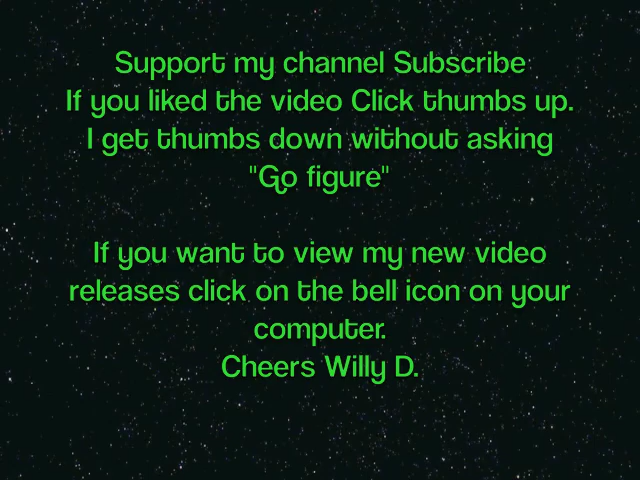 Support my channel Subscribe
If you liked the video Click thumbs up.
I get thumbs down without asking
"Go figure"
If you want to view my new video
releases click on the bell icon on your
computer.
Cheers Willy D.